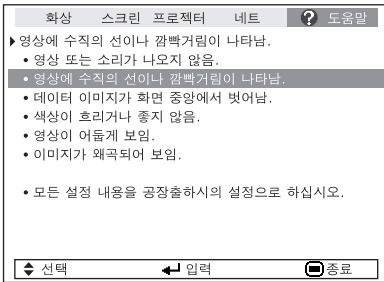 화상 스크린 프로젝터 네트 ? 도움말
영상에 수직의 선이나 깜빡거림이 나타남.
• 영상 또는 소리가 나오지 않음.
• 영상에 수직의 선이나 깜빡거림이 나타남.
• 데이터 이미지가 화면 중앙에서 벗어남.
• 색상이 흐리거나 좋지 않음.
• 영상이 어둡게 보임.
• 이미지가 왜곡되어 보임.
• 모든 설정 내용을 공장출하시의 설정으로 하십시오.
선택 입력 종료